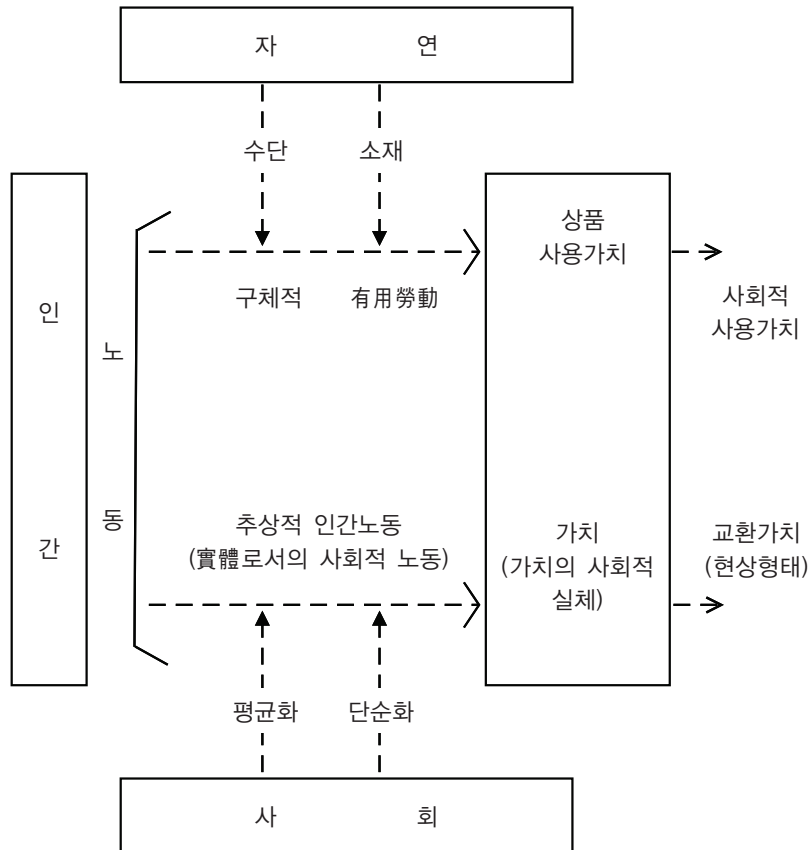 자 연
수단 소재
상품
사용가치
구체적 有用勞動
사회적
사용가치
인
간
노
동
추상적 인간노동
(實體로서의 사회적 노동)
가치
(가치의 사회적
실체)
교환가치
(현상형태)
평균화 단순화
사 회